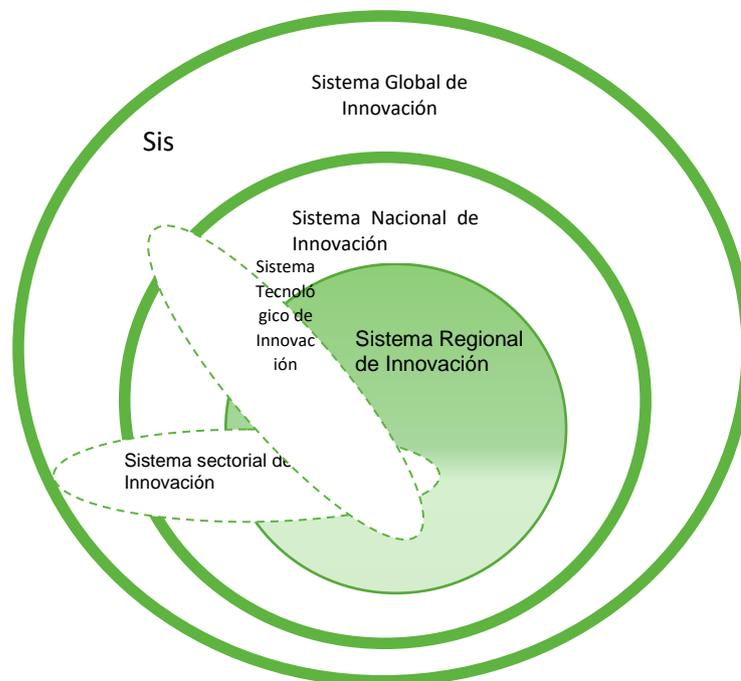 Sistema Global de
Innovación
Sis
Sistema Nacional de
Innovación
Sistema
Tecnoló
gico de
Innovac
ión
Sistema Regional
de Innovación
Sistema sectorial de
Innovación